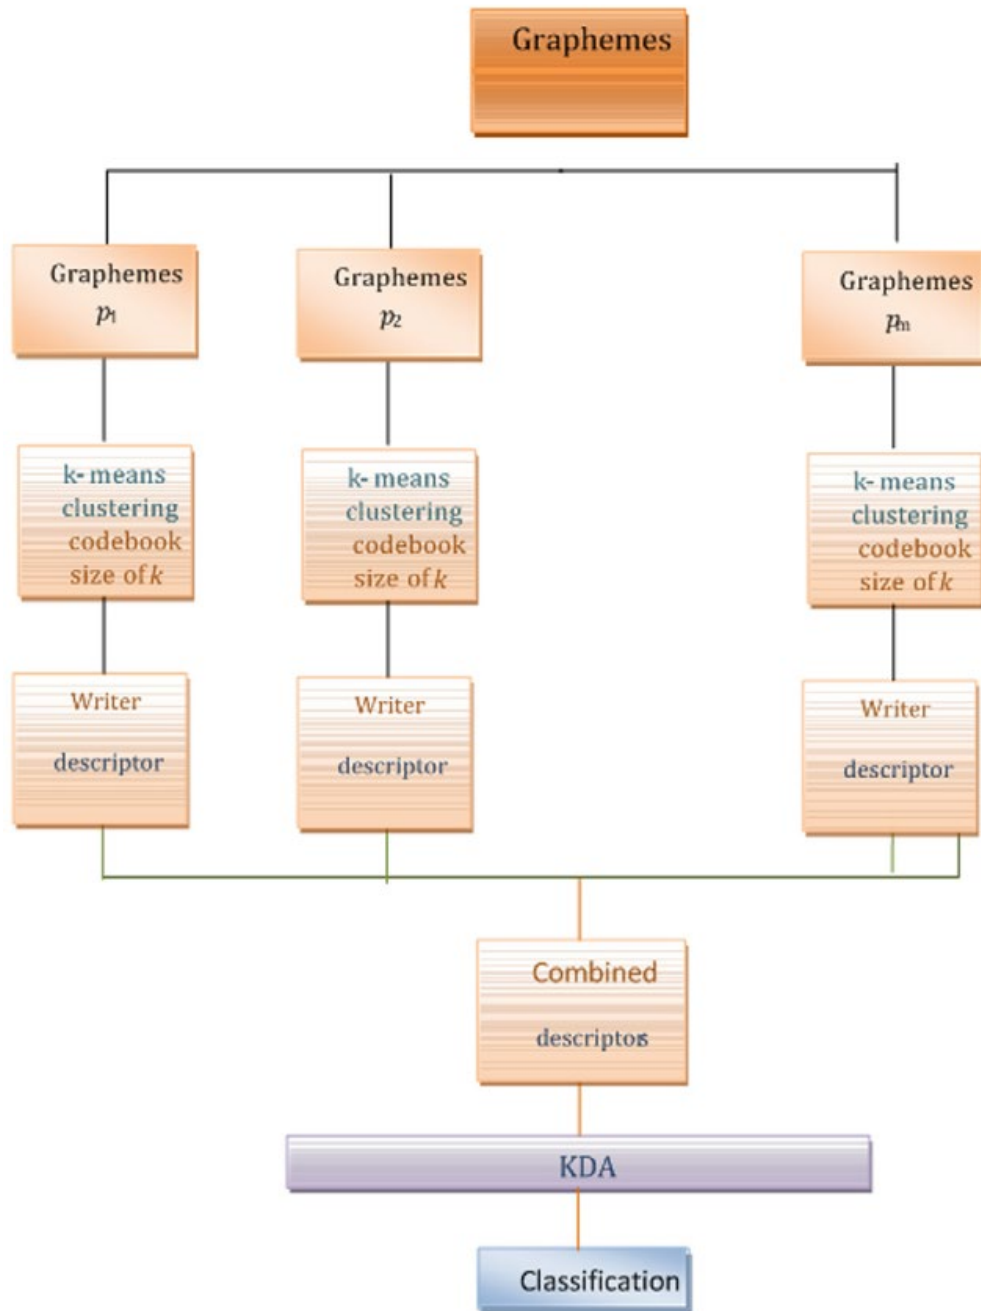 Graphemes
Graphemes
p1
Graphemes
p2
Graphemes
pm
k- means
clustering
codebook
size of k
k- means
clustering
codebook
size of k
k- means
clustering
codebook
size of k
Writer
descriptor
Writer
descriptor
Writer
descriptor
Combined
descriptors
KDA
Classification